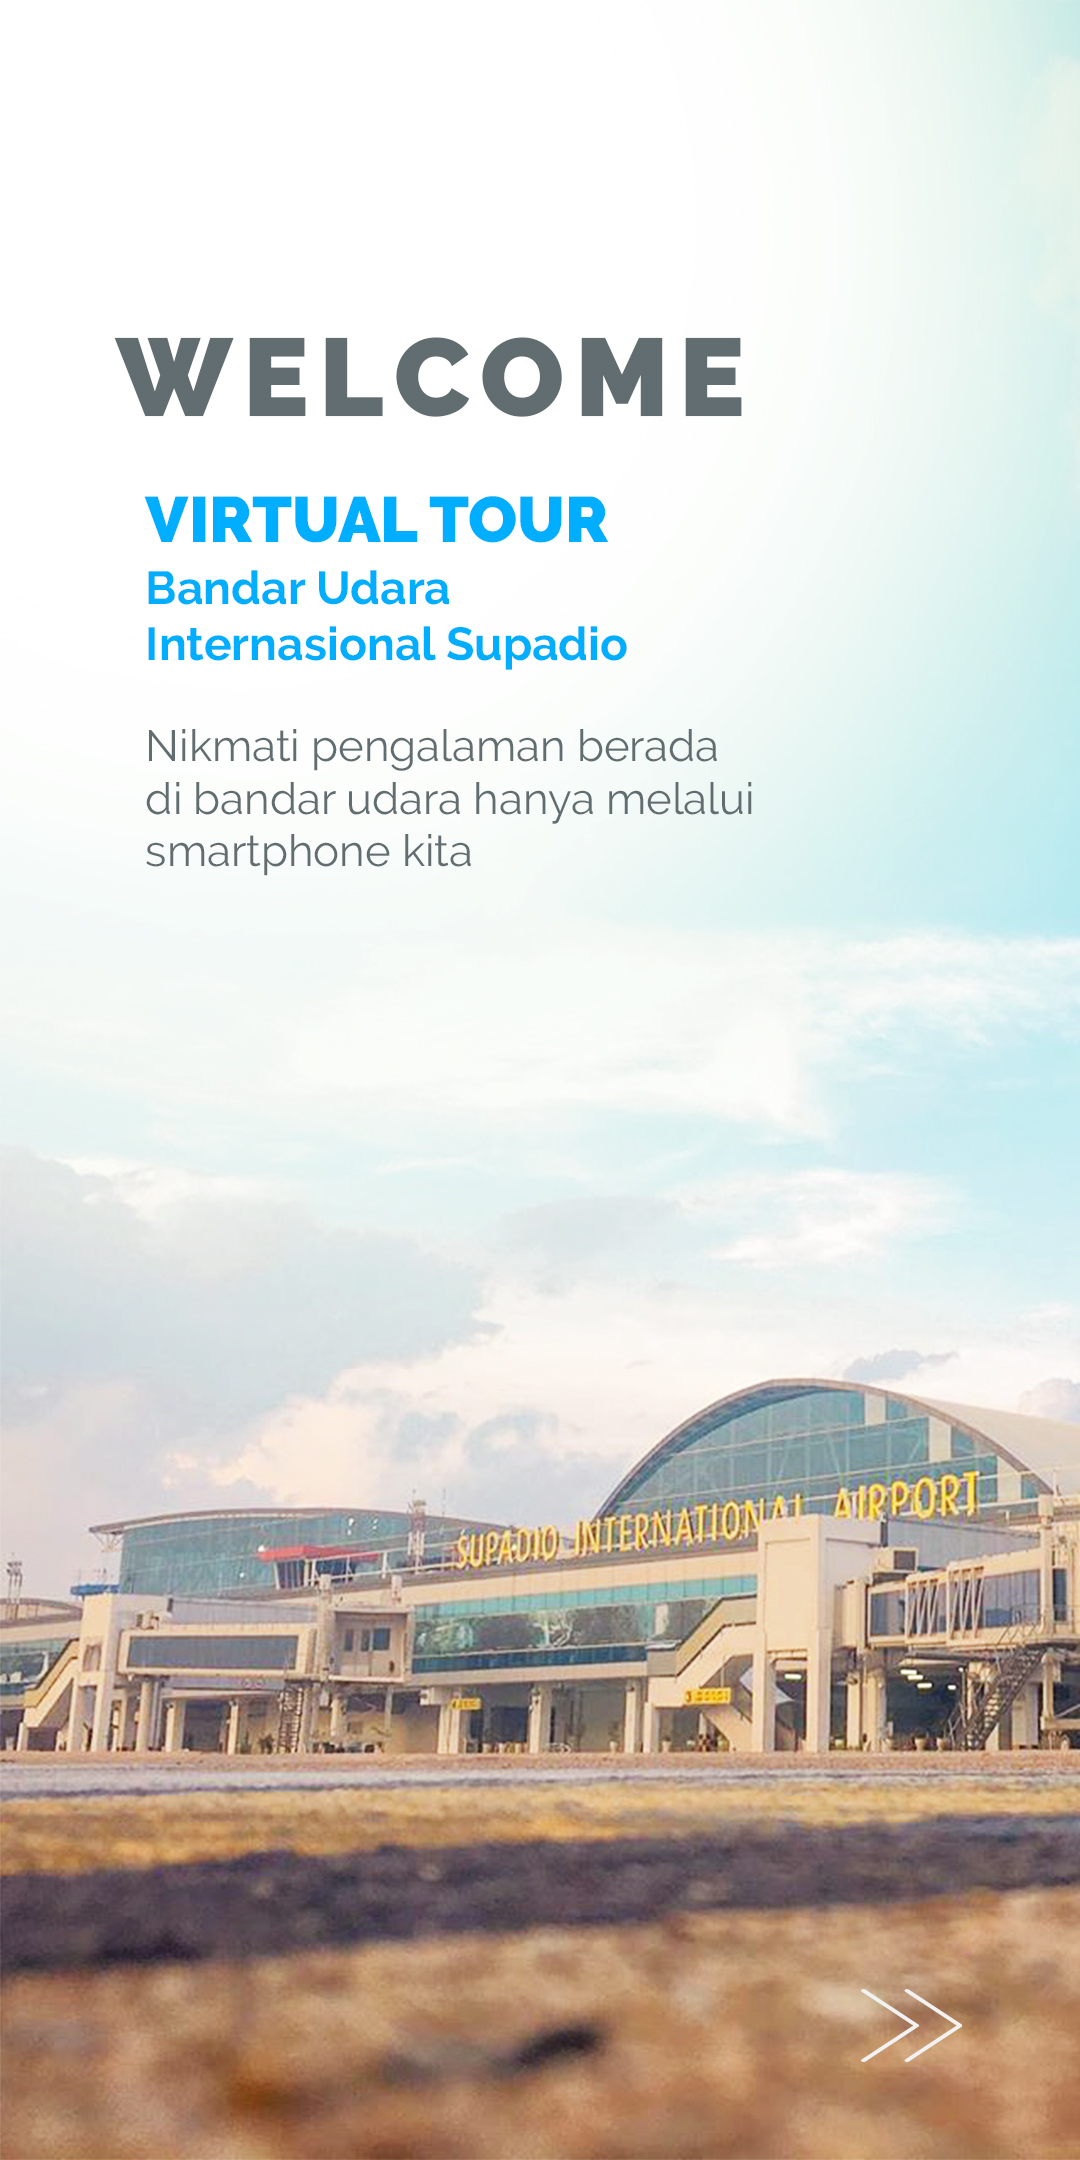 WELCOME
VIRTUAL TOUR
Bandar Udara
Internasional Supadio
Nikmati pengalaman berada
di bandar udara hanya melalui
smartphone kita
SUPADIO INTERNATIONAL AIRPORT
3